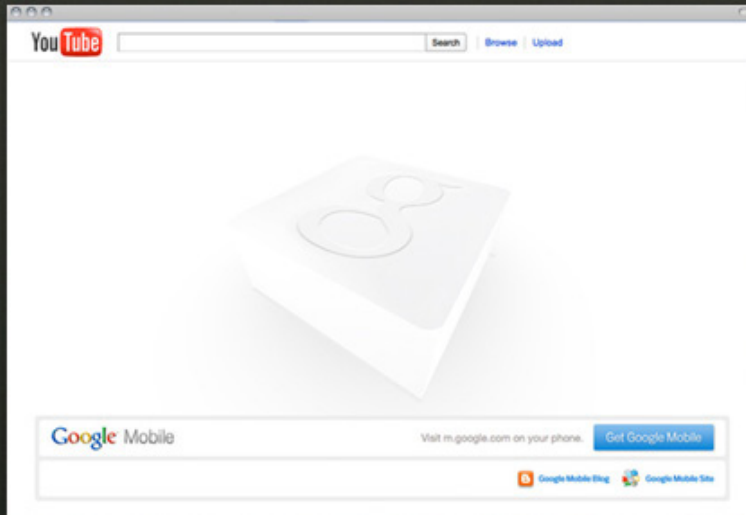 YouTube Search Browse Upload
g
Google Mobile Visit m.google.com on your phone. Get Google Mobile
Google Mobile Blog Google Mobile Site